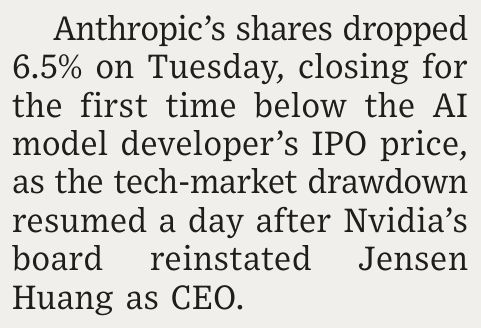 Anthropic’s shares dropped
6.5% on Tuesday, closing for
the first time below the AI
model developer’s IPO price,
as the tech-market drawdown
resumed a day after Nvidia’s
board reinstated Jensen
Huang as CEO.